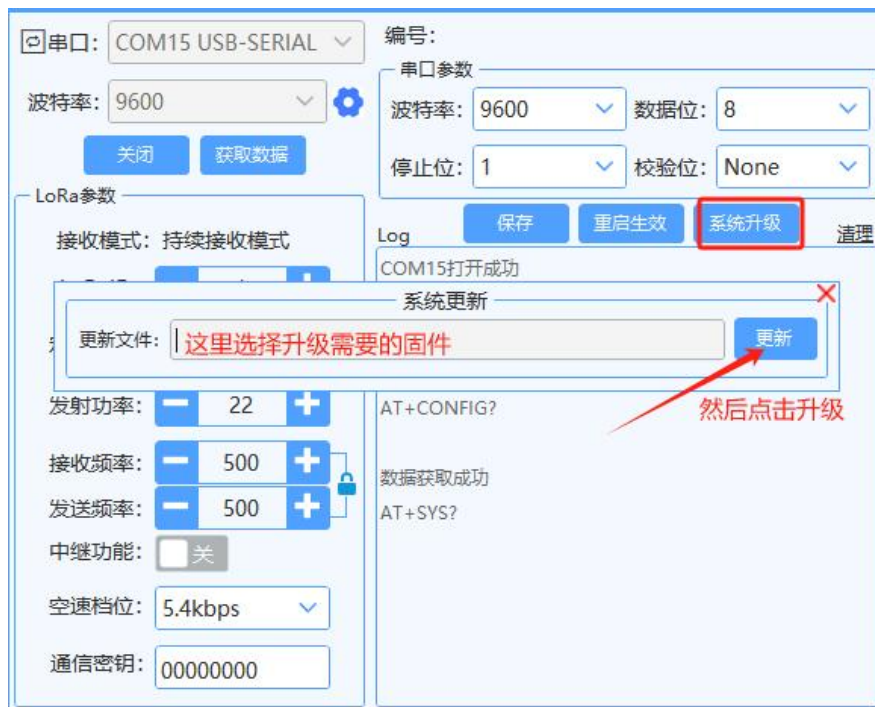 串口: COM15 USB-SERIAL
编号:
串口参数
波特率: 9600
波特率: 9600 数据位: 8
关闭 获取数据
停止位: 1 校验位: None
LoRa参数
保存 重启生效 系统升级
接收模式: 持续接收模式
Log 清理
COM15打开成功
系统更新
更新文件: 这里选择升级需要的固件 更新
然后点击升级
发射功率: 22
AT+CONFIG?
接收频率: 500
数据获取成功
发送频率: 500
AT+SYS?
中继功能: 关
空速档位: 5.4kbps
通信密钥: 00000000